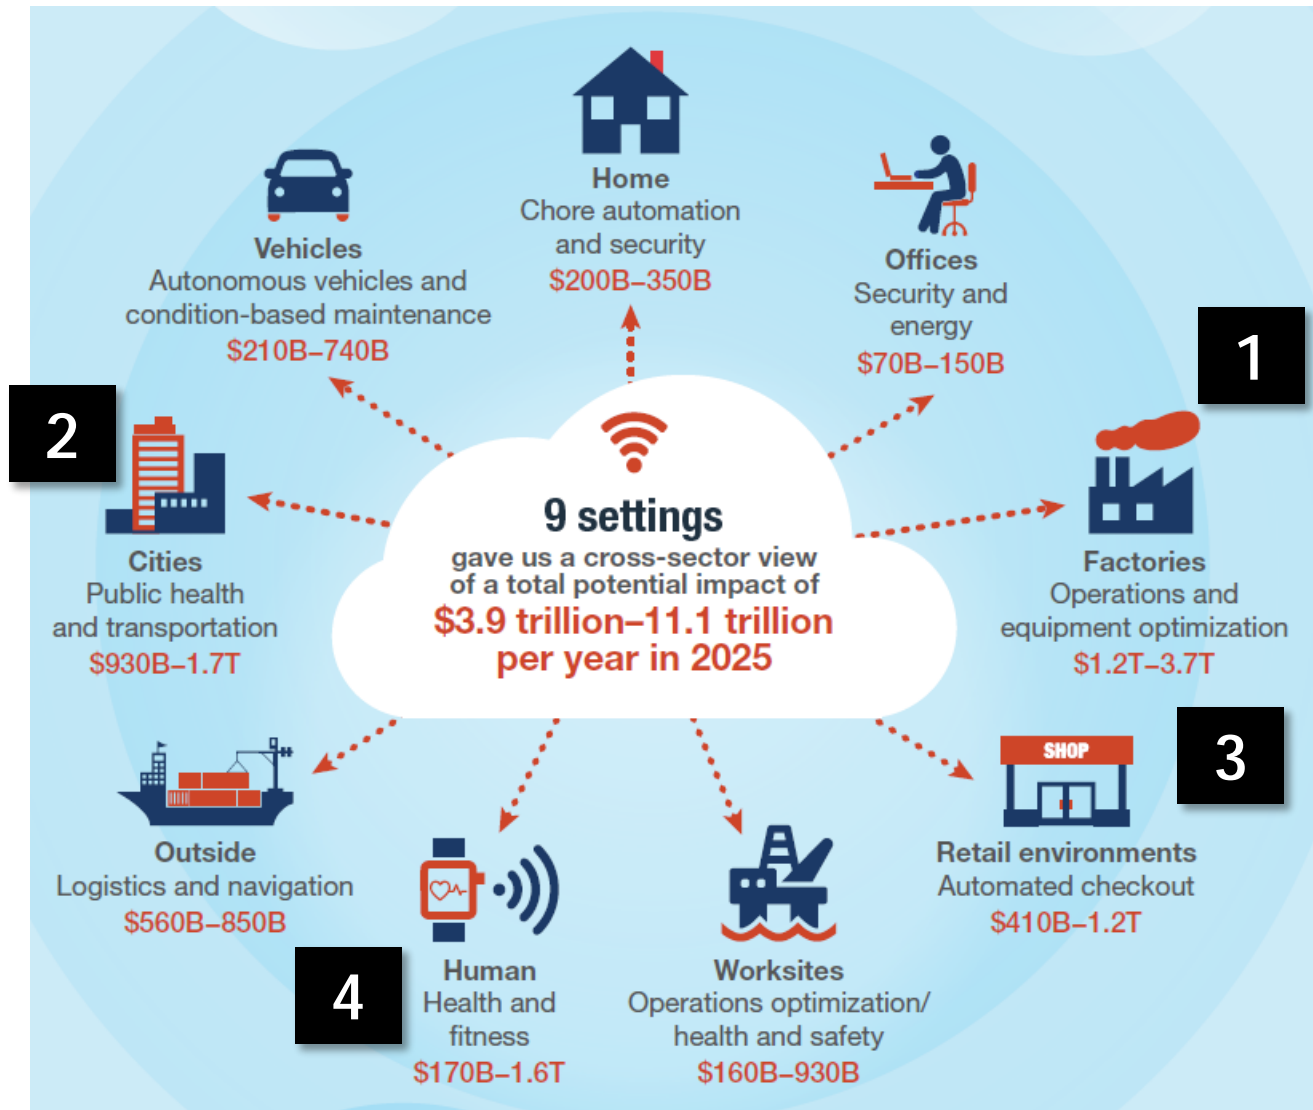 Home
Chore automation
and security
$200B–350B
Offices
Security and
energy
$70B–150B
1
Vehicles
Autonomous vehicles and
condition-based maintenance
$210B–740B
2
Cities
Public health
and transportation
$930B–1.7T
9 settings
gave us a cross-sector view
of a total potential impact of
$3.9 trillion–11.1 trillion
per year in 2025
Factories
Operations and
equipment optimization
$1.2T–3.7T
3
SHOP
Retail environments
Automated checkout
$410B–1.2T
Outside
Logistics and navigation
$560B–850B
4
Human
Health and
fitness
$170B–1.6T
Worksites
Operations optimization/
health and safety
$160B–930B